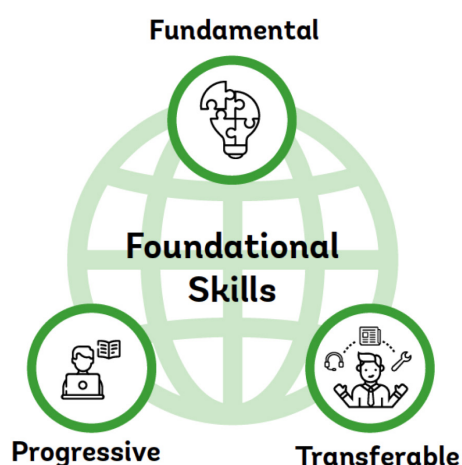 Fundamental
Foundational
Skills
Progressive
Transferable